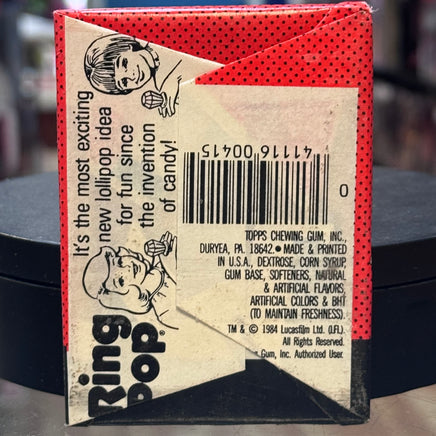 It's the most exciting
new lollipop idea
for fun since
the invention
of candy!
Ring
Pop®
41116 00415
0
TOPPS CHEWING GUM, INC.,
DURYEA, PA. 18642. • MADE & PRINTED
IN U.S.A., DEXTROSE, CORN SYRUP,
GUM BASE, SOFTENERS, NATURAL
& ARTIFICIAL FLAVORS,
ARTIFICIAL COLORS & BHT
(TO MAINTAIN FRESHNESS).
TM & © 1984 Lucasfilm Ltd. (LFL).
All Rights Reserved.
Gum, Inc. Authorized User.